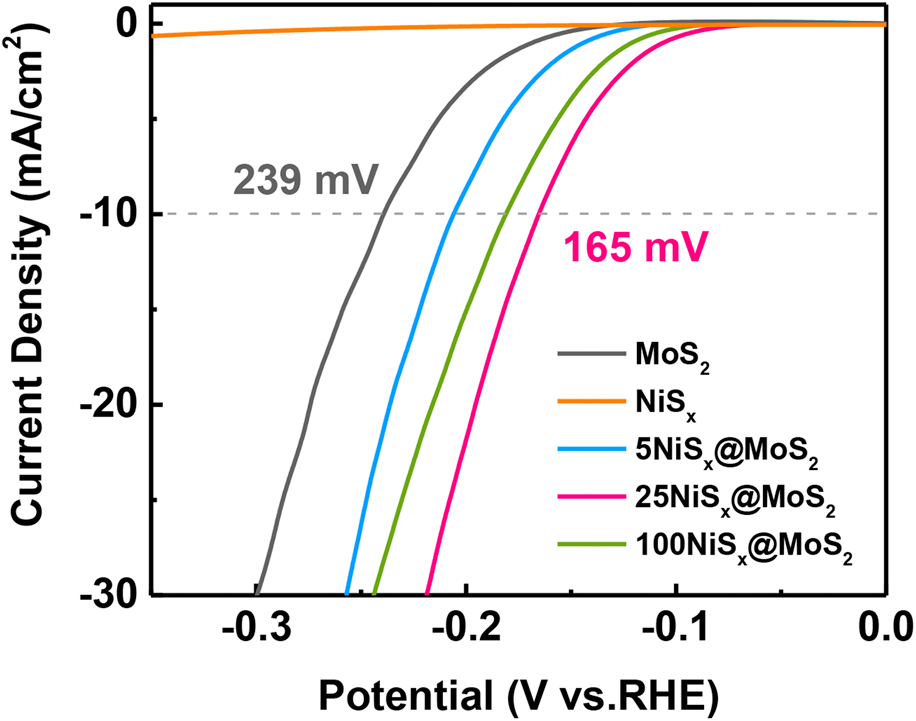 0
-10
-20
-30
Current Density (mA/cm²)
239 mV
165 mV
MoS₂
NiSₓ
5NiSₓ@MoS₂
25NiSₓ@MoS₂
100NiSₓ@MoS₂
-0.3 -0.2 -0.1 0.0
Potential (V vs.RHE)